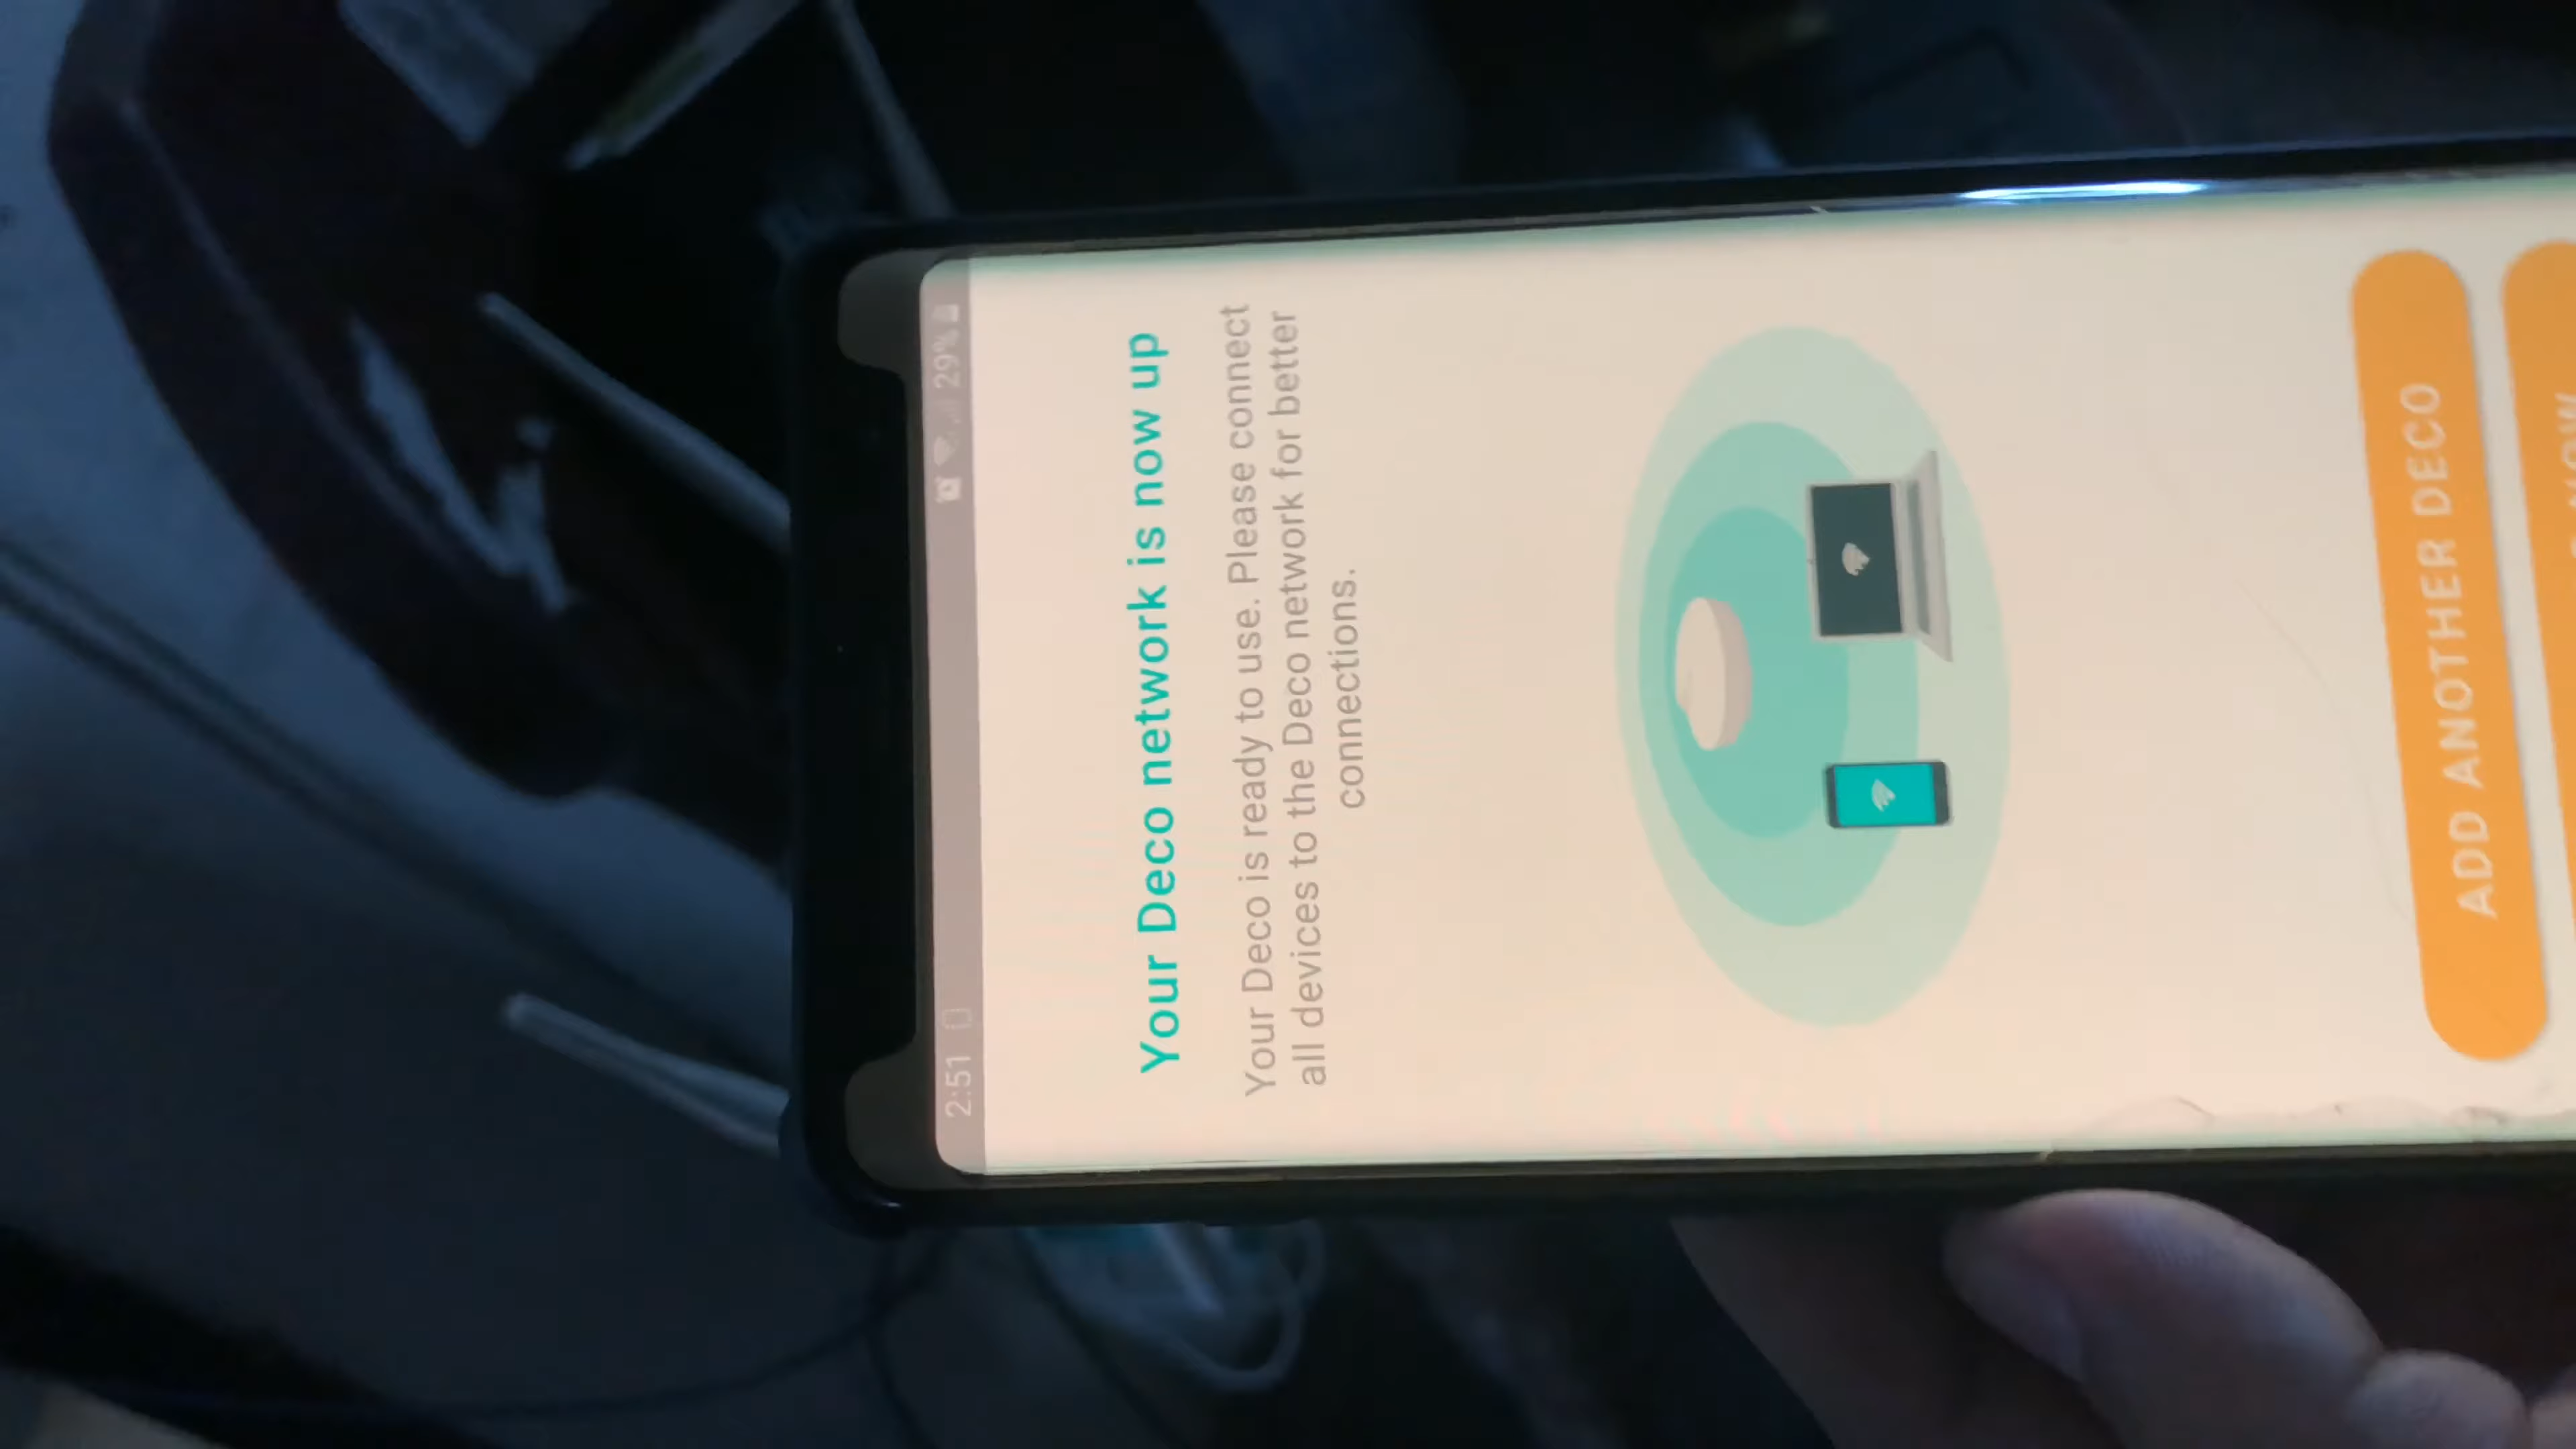 2:51
29%
Your Deco network is now up
Your Deco is ready to use. Please connect
all devices to the Deco network for better
connections.
ADD ANOTHER DECO